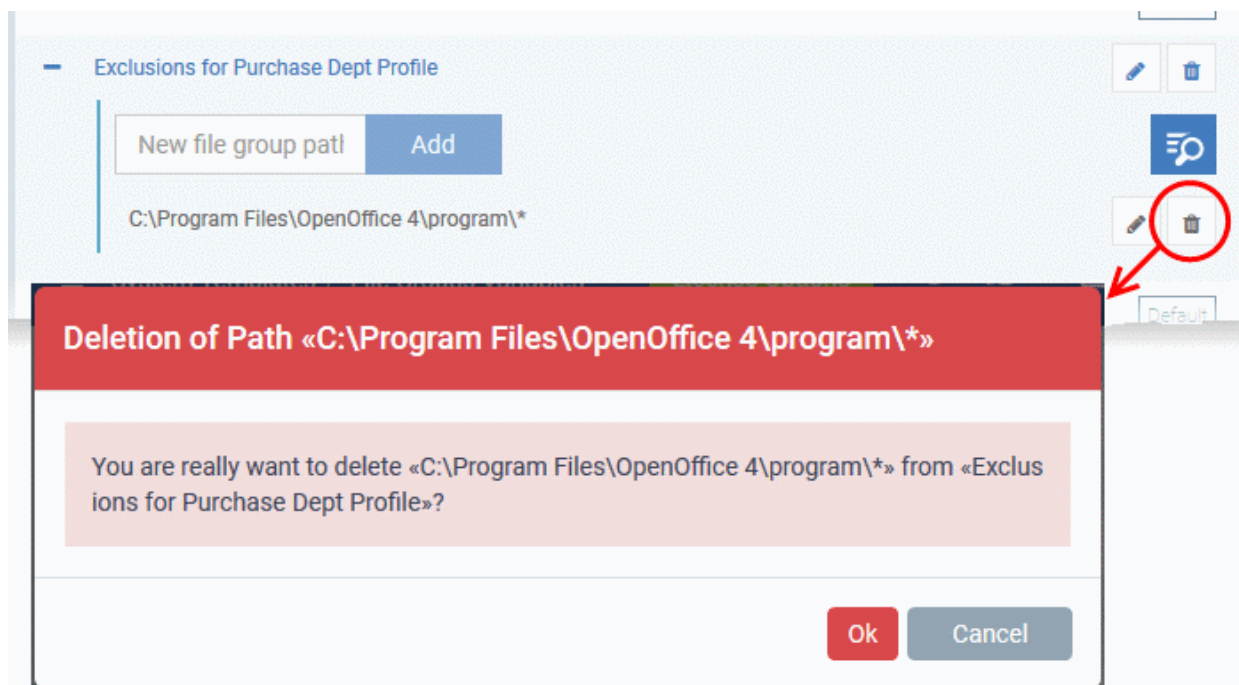 Exclusions for Purchase Dept Profile
New file group patl
Add
C:\Program Files\OpenOffice 4\program\*
Default
Deletion of Path «C:\Program Files\OpenOffice 4\program\*»
You are really want to delete «C:\Program Files\OpenOffice 4\program\*» from «Exclus
ions for Purchase Dept Profile»?
Ok
Cancel